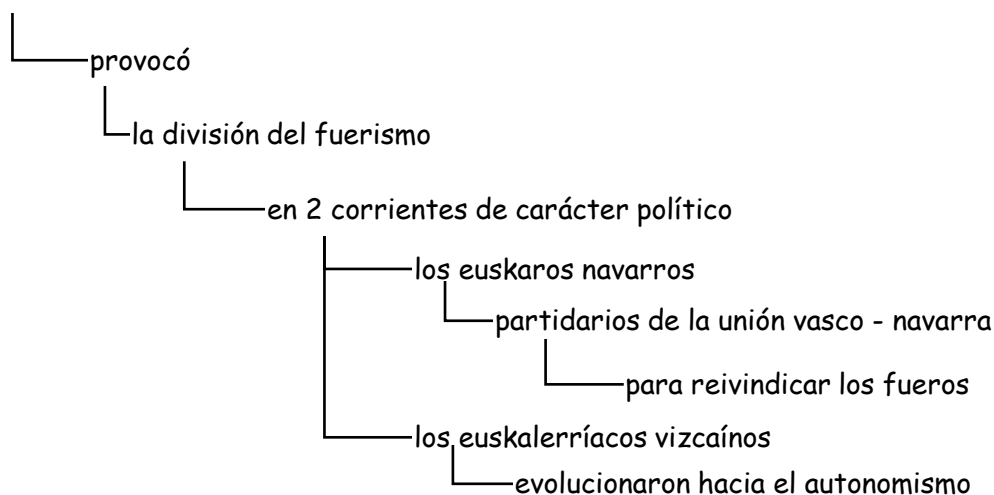 provocó
la división del fuerismo
en 2 corrientes de carácter político
los euskaros navarros
partidarios de la unión vasco - navarra
para reivindicar los fueros
los euskalerríacos vizcaínos
evolucionaron hacia el autonomismo